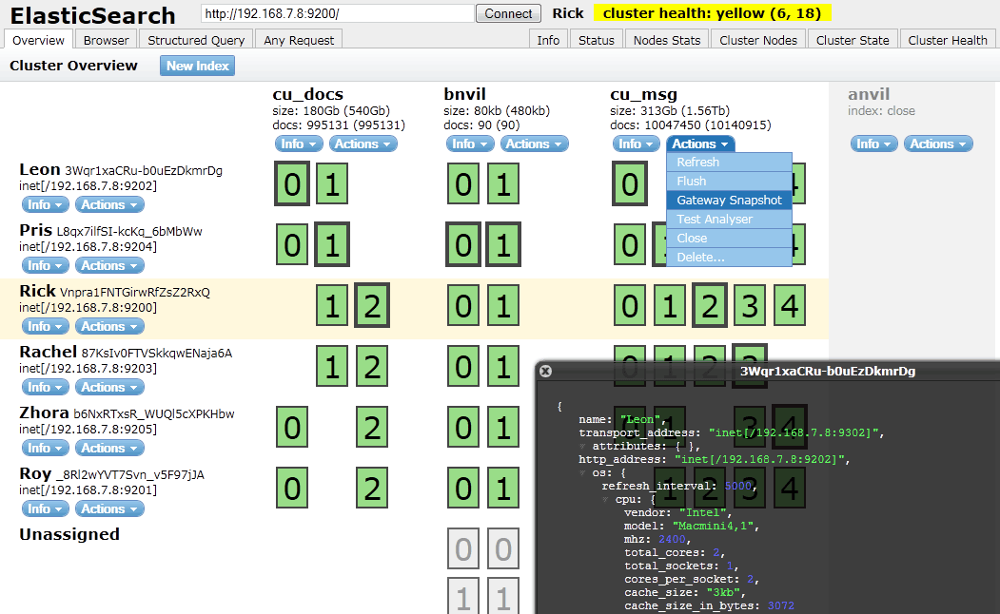 ElasticSearch http://192.168.7.8:9200/ Connect Rick cluster health: yellow (6, 18)
Overview Browser Structured Query Any Request Info Status Nodes Stats Cluster Nodes Cluster State Cluster Health
Cluster Overview New Index
cu_docs bnvil cu_msg anvil
size: 180Gb (540Gb) size: 80kb (480kb) size: 313Gb (1.56Tb) index: close
docs: 995131 (995131) docs: 90 (90) docs: 10047450 (10140915)
Info Actions Info Actions Info Actions Info Actions
Refresh
Flush
Gateway Snapshot
Test Analyser
Close
Delete...
Leon 3Wqr1xaCRu-b0uEzDkmrDg
inet[/192.168.7.8:9202]
Info Actions
0 1 0 1 0 4
Pris L8qx7ilfSI-kcKq_6bMbWw
inet[/192.168.7.8:9204]
Info Actions
0 1 0 1 0 1 4
Rick Vnpra1FNTGirwRfZsZ2RxQ
inet[/192.168.7.8:9200]
Info Actions
1 2 0 1 0 1 2 3 4
Rachel 87KsIv0FTVSkkqwENaja6A
inet[/192.168.7.8:9203]
Info Actions
1 2 0 1 0 1 2 3
Zhora b6NxRTxsR_WUQl5cXPKHbw
inet[/192.168.7.8:9205]
Info Actions
0 2 0 1 0 1 3 4
Roy _8Rl2wYVT7Svn_v5F97jJA
inet[/192.168.7.8:9201]
Info Actions
0 2 0 1 1 2 3 4
Unassigned
0 0
1 1
3Wqr1xaCRu-b0uEzDkmrDg
{
name: "Leon",
transport_address: "inet[/192.168.7.8:9302]",
attributes: { },
http_address: "inet[/192.168.7.8:9202]",
os: {
refresh_interval: 5000,
cpu: {
vendor: "Intel",
model: "Macmini4,1",
mhz: 2400,
total_cores: 2,
total_sockets: 1,
cores_per_socket: 2,
cache_size: "3kb",
cache_size_in_bytes: 3072